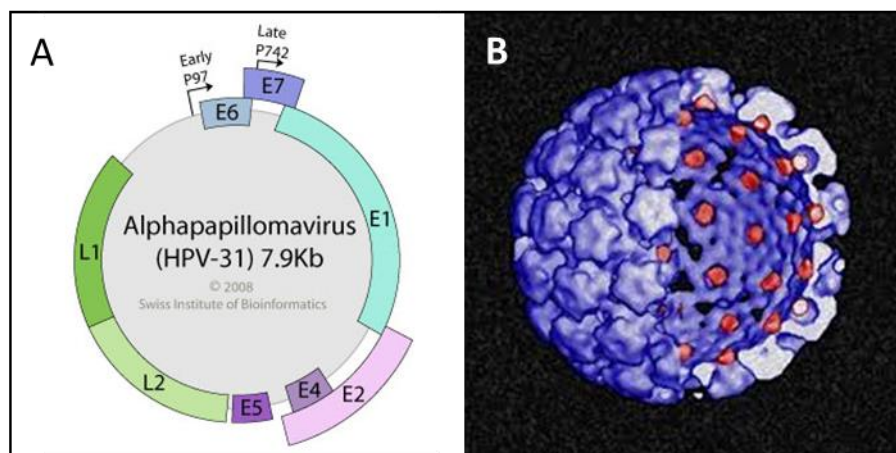 A
B
Early
P97
Late
P742
E7
E6
E1
L1
Alphapapillomavirus
(HPV-31) 7.9Kb
© 2008
Swiss Institute of Bioinformatics
L2
E5
E4
E2